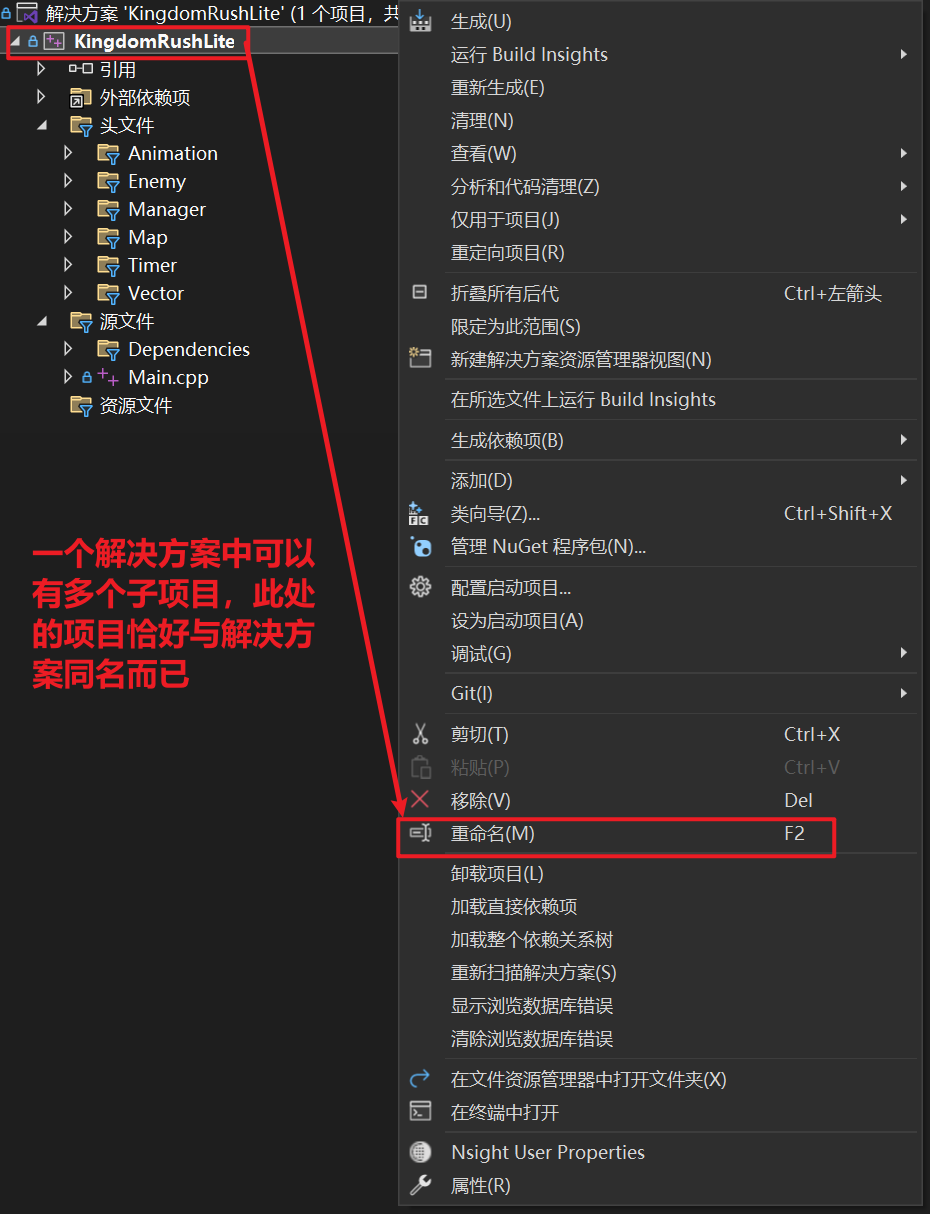 解决方案 'KingdomRushLite' (1 个项目，共
KingdomRushLite
引用
外部依赖项
头文件
Animation
Enemy
Manager
Map
Timer
Vector
源文件
Dependencies
Main.cpp
资源文件
一个解决方案中可以
有多个子项目，此处
的项目恰好与解决方
案同名而已
生成(U)
运行 Build Insights
重新生成(E)
清理(N)
查看(W)
分析和代码清理(Z)
仅用于项目(J)
重定向项目(R)
折叠所有后代 Ctrl+左箭头
限定为此范围(S)
新建解决方案资源管理器视图(N)
在所选文件上运行 Build Insights
生成依赖项(B)
添加(D)
类向导(Z)... Ctrl+Shift+X
管理 NuGet 程序包(N)...
配置启动项目...
设为启动项目(A)
调试(G)
Git(I)
剪切(T) Ctrl+X
粘贴(P) Ctrl+V
移除(V) Del
重命名(M) F2
卸载项目(L)
加载直接依赖项
加载整个依赖关系树
重新扫描解决方案(S)
显示浏览数据库错误
清除浏览数据库错误
在文件资源管理器中打开文件夹(X)
在终端中打开
Nsight User Properties
属性(R)